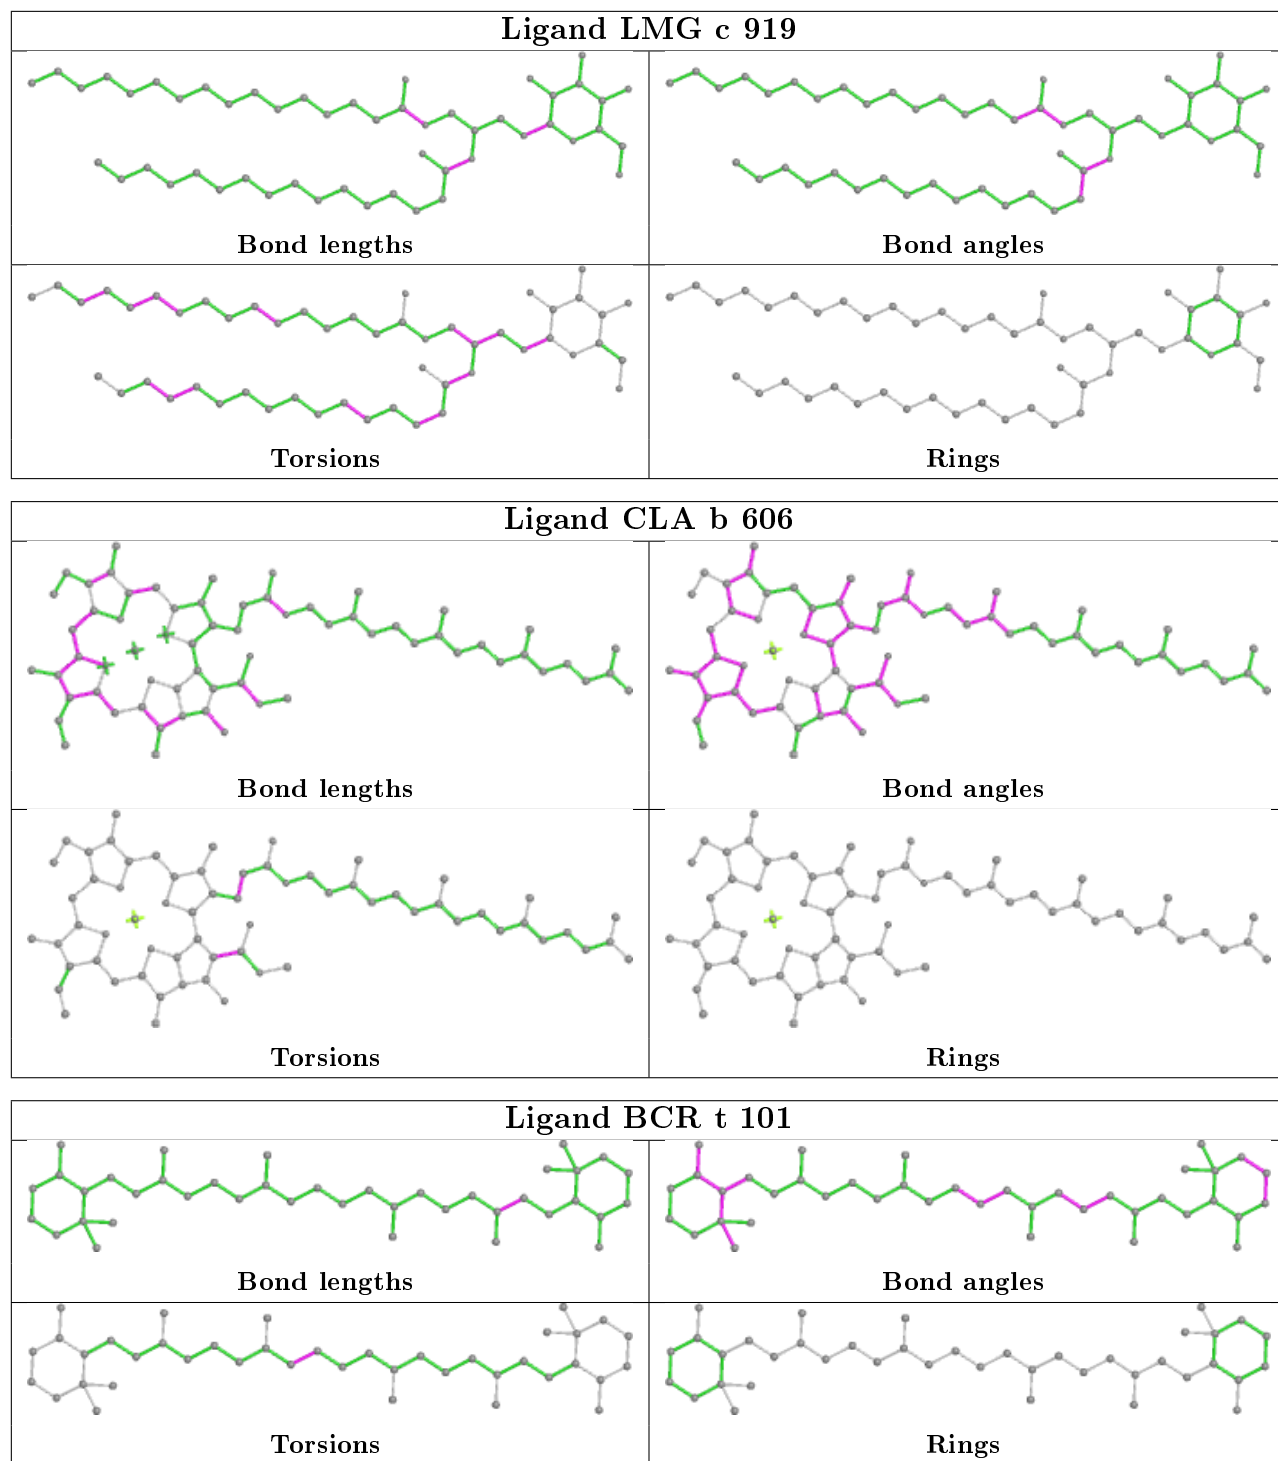 Ligand LMG c 919
Bond lengths
Bond angles
Torsions
Rings
Ligand CLA b 606
Bond lengths
Bond angles
Torsions
Rings
Ligand BCR t 101
Bond lengths
Bond angles
Torsions
Rings